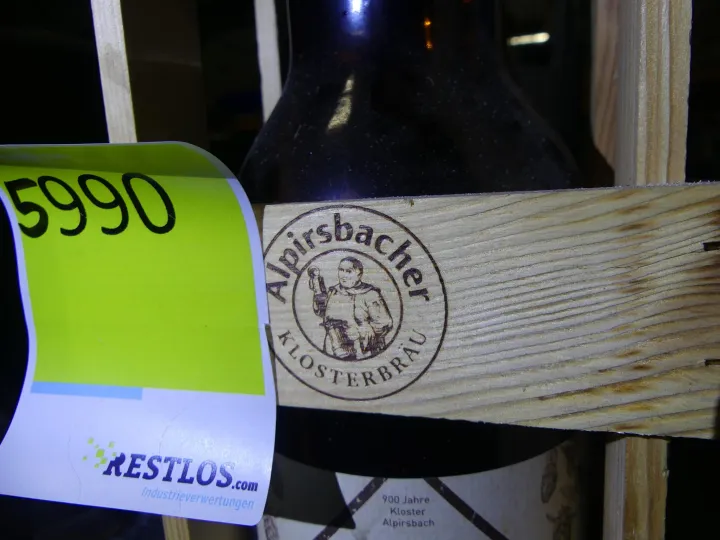 5990
Alpirsbacher
KLOSTERBRÄU
RESTLOS.com
Industrieverwertungen
900 Jahre
Kloster
Alpirsbach